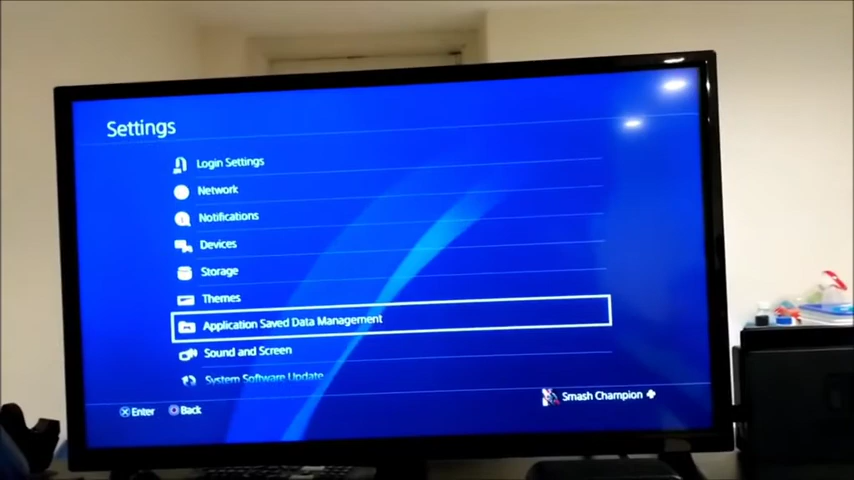 Settings
Login Settings
Network
Notifications
Devices
Storage
Themes
Application Saved Data Management
Sound and Screen
System Software Update
Enter Back
Smash Champion